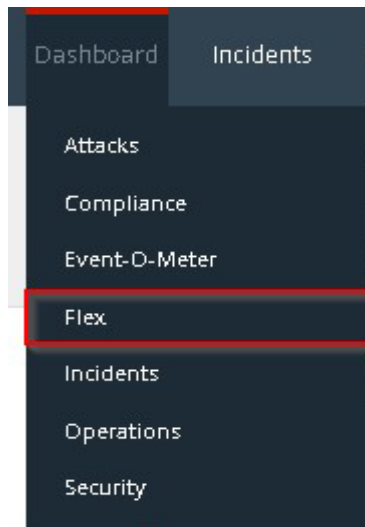 Dashboard Incidents
Attacks
Compliance
Event-O-Meter
Flex
Incidents
Operations
Security